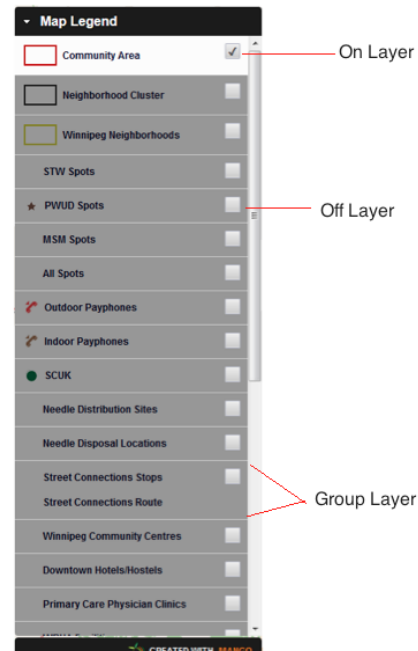 Map Legend
Community Area
On Layer
Neighborhood Cluster
Winnipeg Neighborhoods
STW Spots
PWUD Spots
Off Layer
MSM Spots
All Spots
Outdoor Payphones
Indoor Payphones
SCUK
Needle Distribution Sites
Needle Disposal Locations
Street Connections Stops
Street Connections Route
Group Layer
Winnipeg Community Centres
Downtown Hotels/Hostels
Primary Care Physician Clinics
CREATED WITH MANGO